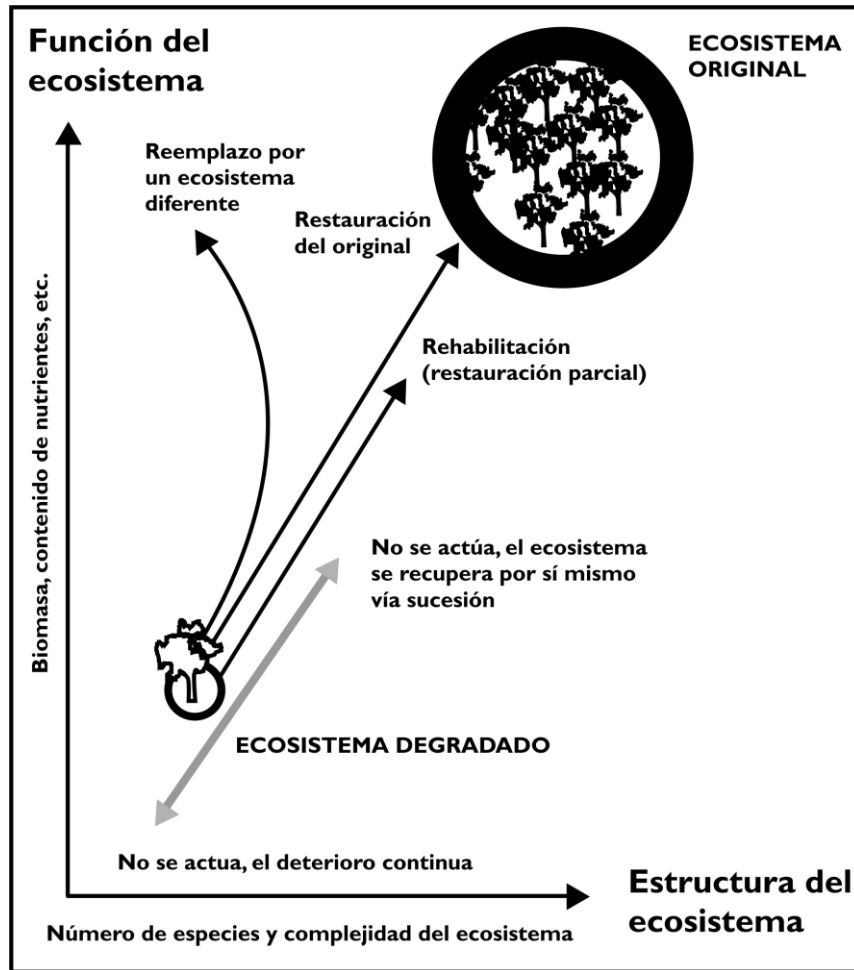 Función del
ecosistema
ECOSISTEMA
ORIGINAL
Reemplazo por
un ecosistema
diferente
Restauración
del original
Rehabilitación
(restauración parcial)
Biomasa, contenido de nutrientes, etc.
No se actúa, el ecosistema
se recupera por sí mismo
vía sucesión
ECOSISTEMA DEGRADADO
No se actua, el deterioro continua
Estructura del
ecosistema
Número de especies y complejidad del ecosistema